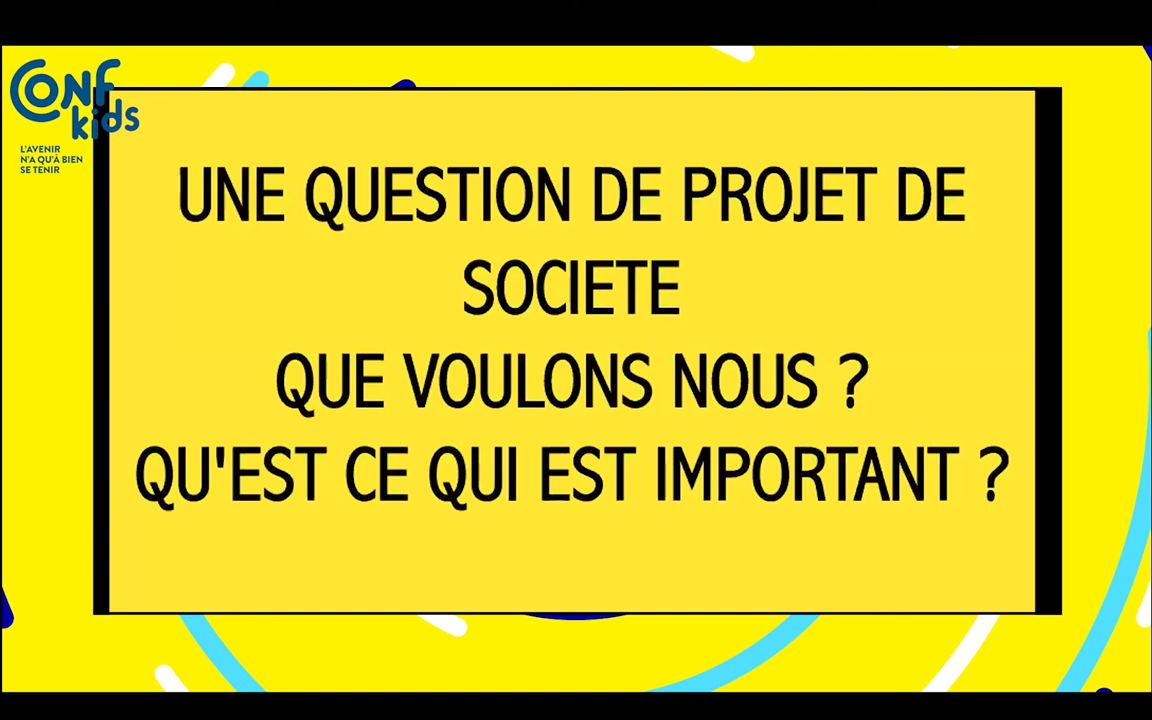 CONF
kids
L'AVENIR
N'A QU'À BIEN
SE TENIR
UNE QUESTION DE PROJET DE
SOCIETE
QUE VOULONS NOUS ?
QU'EST CE QUI EST IMPORTANT ?